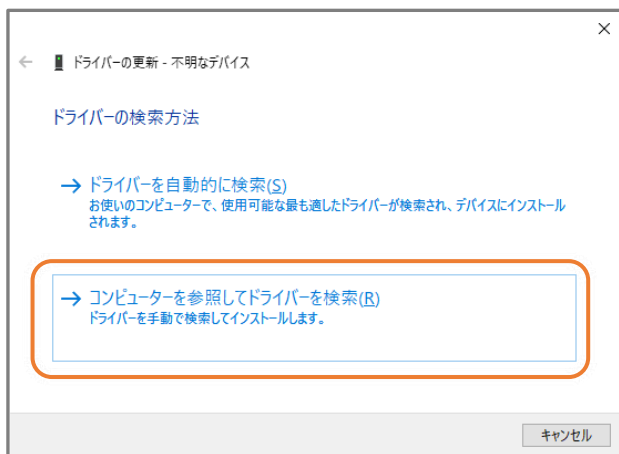 ドライバーの更新 - 不明なデバイス
ドライバーの検索方法
ドライバーを自動的に検索(S)
お使いのコンピューターで、使用可能な最も適したドライバーが検索され、デバイスにインストール
されます。
コンピューターを参照してドライバーを検索(R)
ドライバーを手動で検索してインストールします。
キャンセル